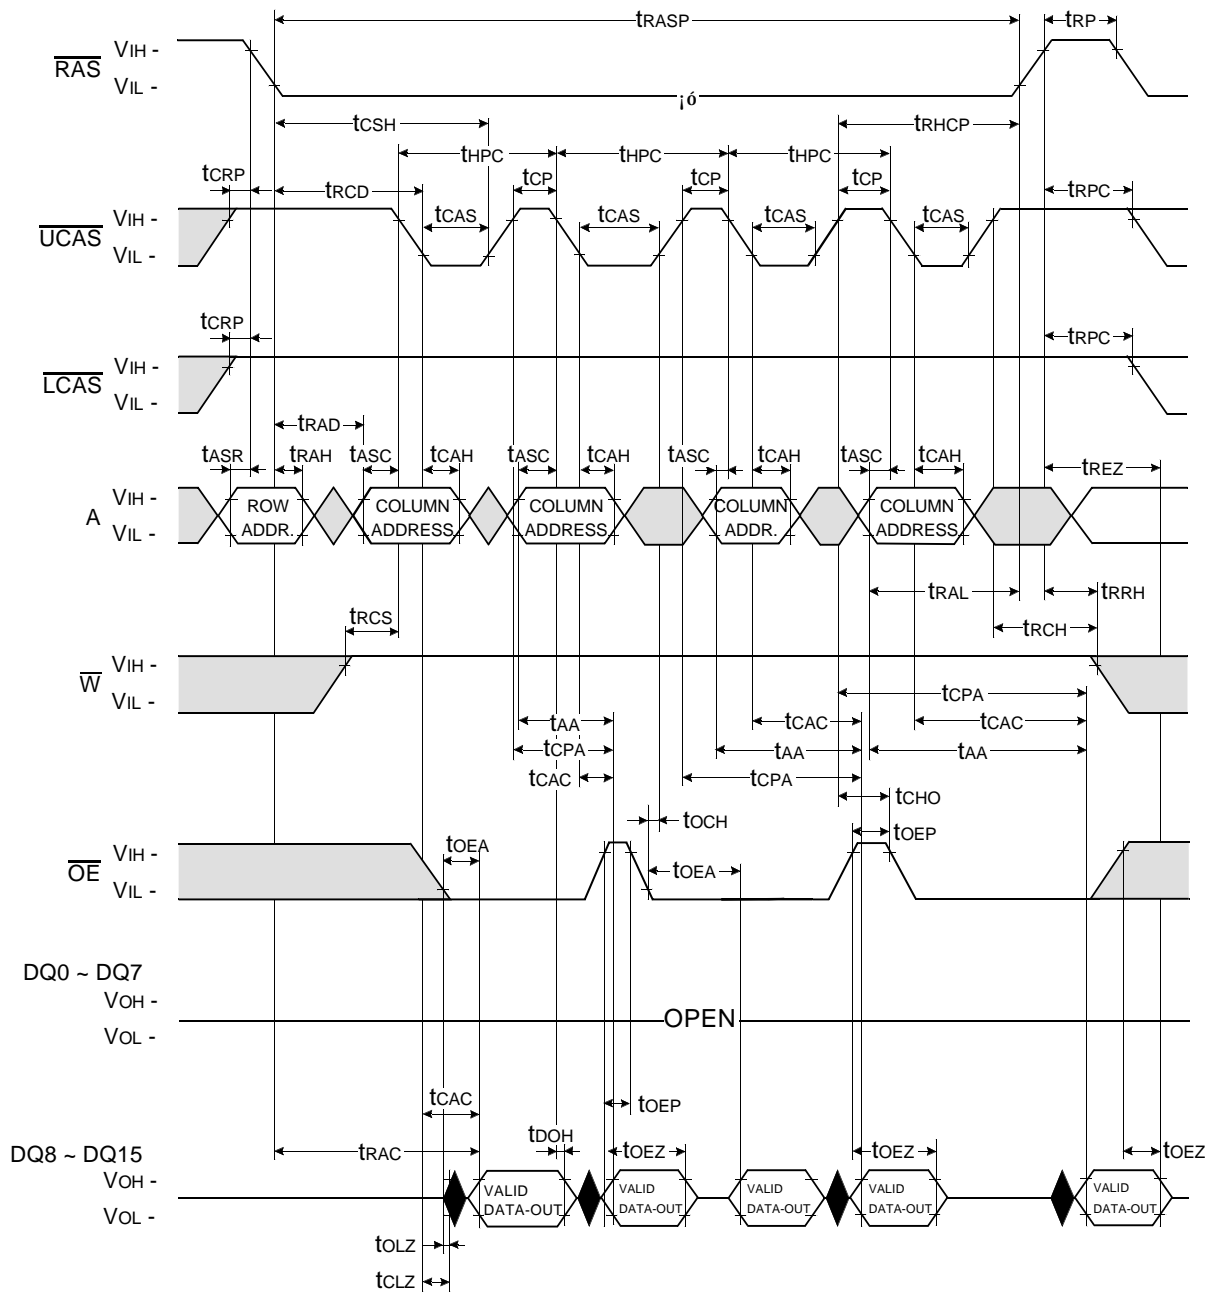 tRASP
tRP
RAS
VIH -
VIL -
¡ó
tCSH
tRHCP
tHPC
tHPC
tHPC
tCRP
tRCD
tCP
tCP
tCP
tRPC
UCAS
VIH -
VIL -
tCAS
tCAS
tCAS
tCAS
tCRP
tRPC
LCAS
VIH -
VIL -
tRAD
tASR
tRAH
tASC
tCAH
tASC
tCAH
tASC
tCAH
tASC
tCAH
tREZ
A
VIH -
VIL -
ROW
ADDR.
COLUMN
ADDRESS
COLUMN
ADDRESS
COLUMN
ADDR.
COLUMN
ADDRESS
tRAL
tRRH
tRCS
tRCH
W
VIH -
VIL -
tCPA
tAA
tCAC
tCAC
tCPA
tAA
tAA
tCAC
tCPA
tCHO
tOCH
tOEP
OE
VIH -
VIL -
tOEA
tOEA
DQ0 ~ DQ7
VOH -
VOL -
OPEN
tCAC
tOEP
tDOH
tRAC
tOEZ
tOEZ
tOEZ
DQ8 ~ DQ15
VOH -
VOL -
VALID
DATA-OUT
VALID
DATA-OUT
VALID
DATA-OUT
VALID
DATA-OUT
VALID
DATA-OUT
tOLZ
tCLZ